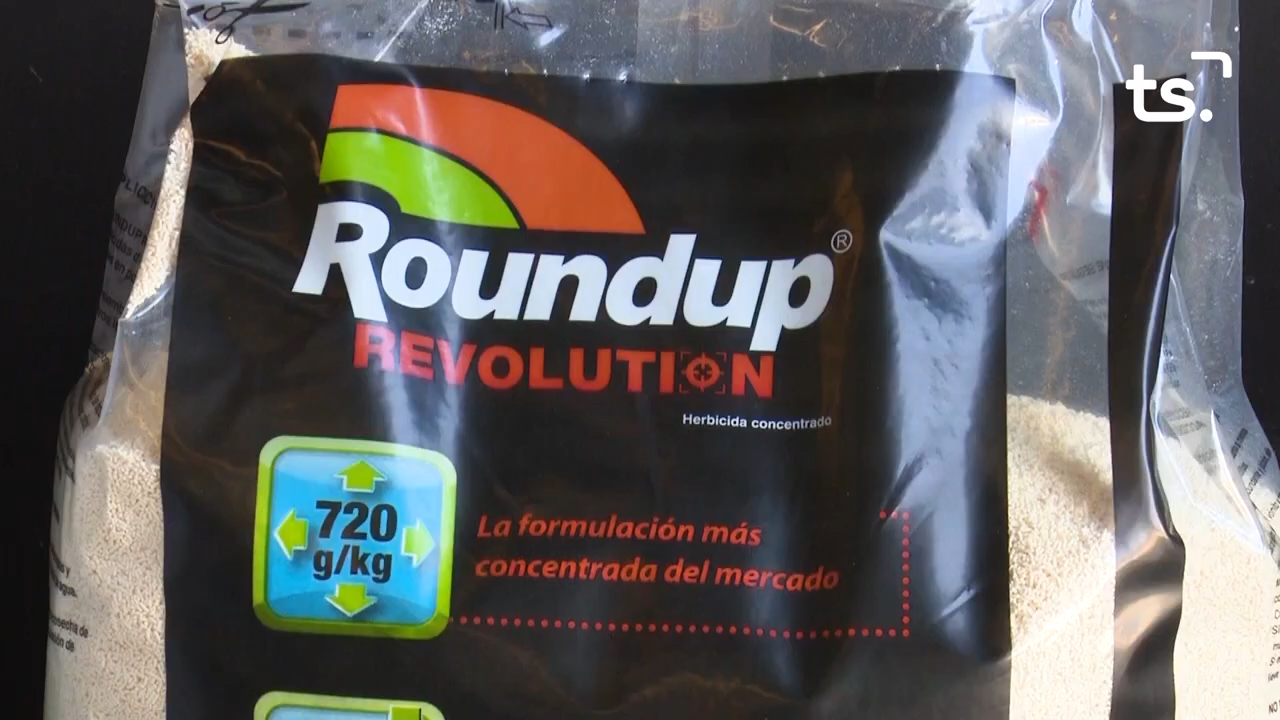 ts.
Roundup®
REVOLUTION
Herbicida concentrado
720
g/kg
La formulación más
concentrada del mercado